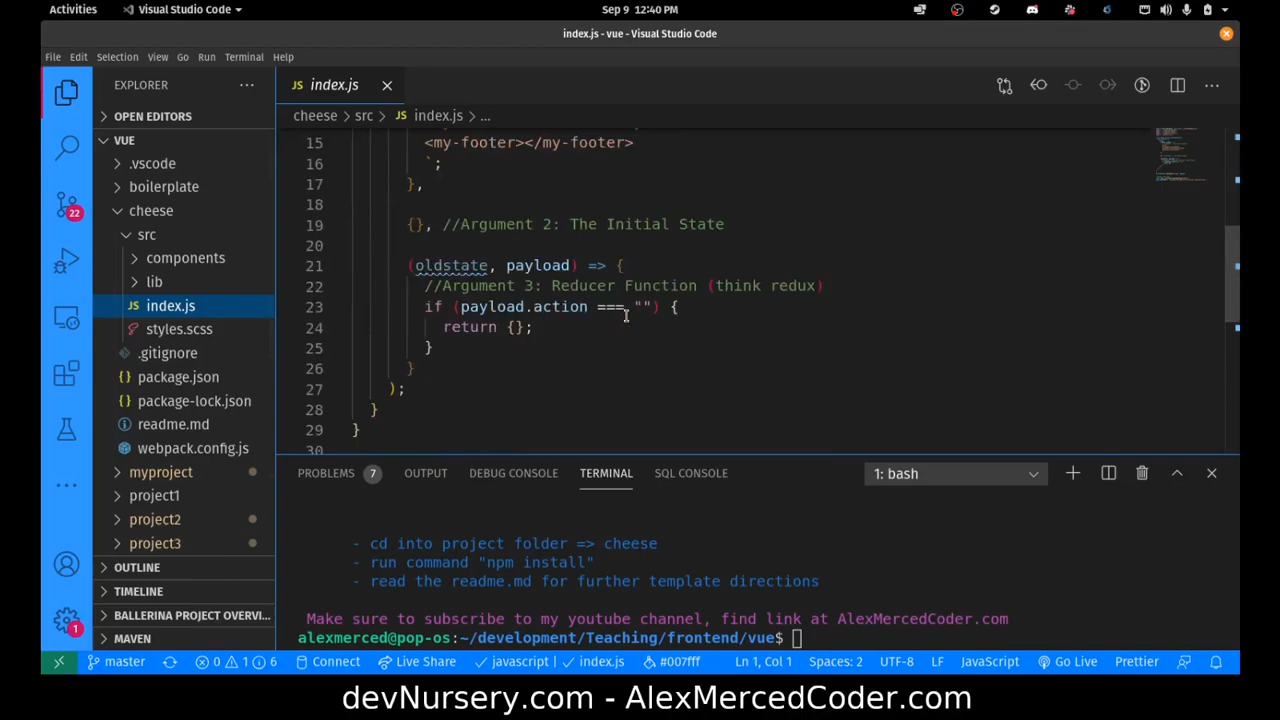 Activities
Visual Studio Code
Sep 9 12:40 PM
index.js - vue - Visual Studio Code
File Edit Selection View Go Run Terminal Help
EXPLORER
JS index.js
OPEN EDITORS
cheese > src > JS index.js > ...
VUE
.vscode
boilerplate
cheese
src
components
lib
JS index.js
styles.scss
.gitignore
{} package.json
{} package-lock.json
readme.md
webpack.config.js
myproject
project1
project2
project3
OUTLINE
TIMELINE
BALLERINA PROJECT OVERVI...
MAVEN
22
1
15 <my-footer></my-footer>
16 `;
17 },
18
19 {}, //Argument 2: The Initial State
20
21 (oldstate, payload) => {
22 //Argument 3: Reducer Function (think redux)
23 if (payload.action === "") {
24 return {};
25 }
26 }
27 );
28 }
29 }
30
PROBLEMS 7 OUTPUT DEBUG CONSOLE TERMINAL SQL CONSOLE 1: bash
- cd into project folder => cheese
- run command "npm install"
- read the readme.md for further template directions
Make sure to subscribe to my youtube channel, find link at AlexMercedCoder.com
alexmerced@pop-os:~/development/Teaching/frontend/vue$
master 0 1 6 Connect Live Share javascript | index.js #007fff Ln 1, Col 1 Spaces: 2 UTF-8 LF JavaScript Go Live Prettier
devNursery.com - AlexMercedCoder.com